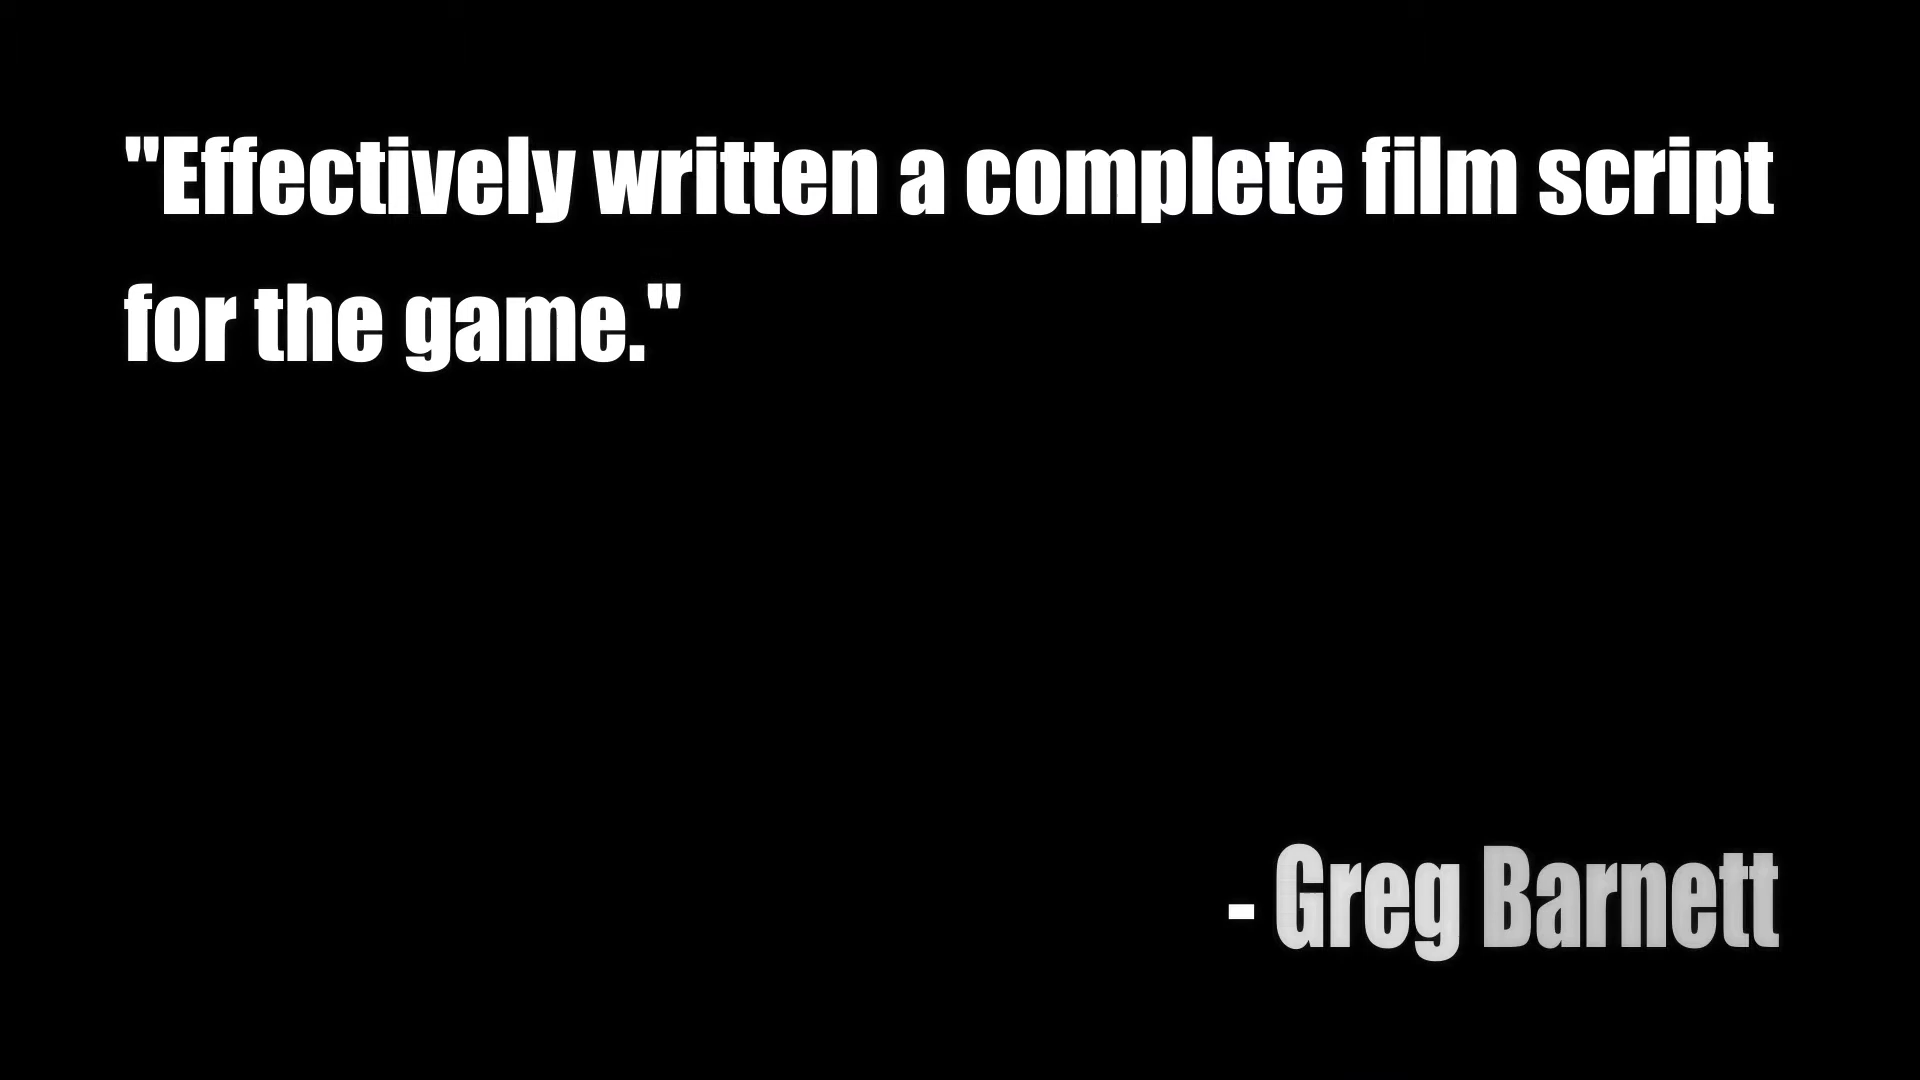 "Effectively written a complete film script
for the game."
- Greg Barnett